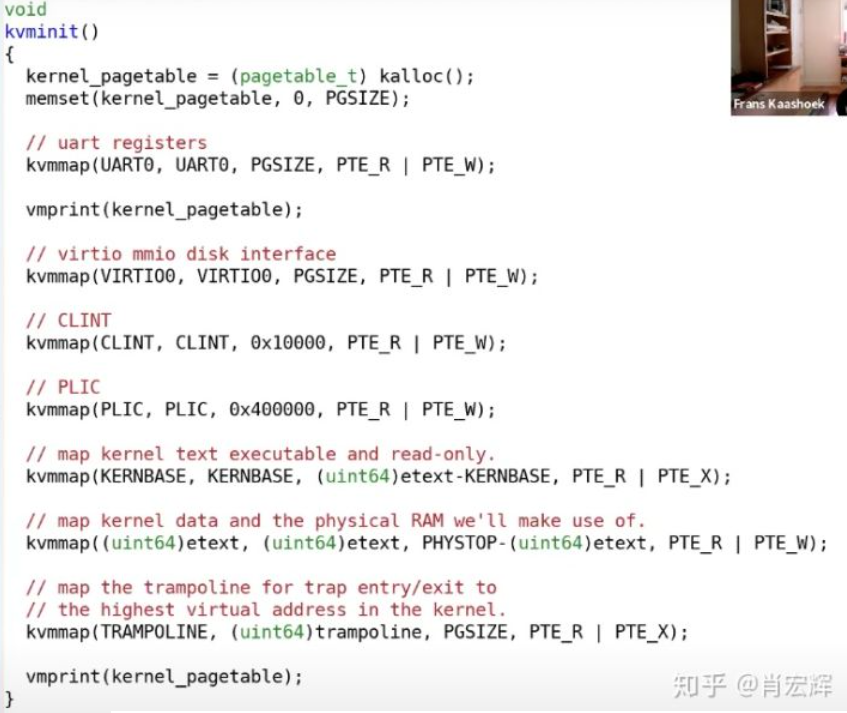 void
kvminit()
{
  kernel_pagetable = (pagetable_t) kalloc();
  memset(kernel_pagetable, 0, PGSIZE);

  // uart registers
  kvmmap(UART0, UART0, PGSIZE, PTE_R | PTE_W);

  vmprint(kernel_pagetable);

  // virtio mmio disk interface
  kvmmap(VIRTIO0, VIRTIO0, PGSIZE, PTE_R | PTE_W);

  // CLINT
  kvmmap(CLINT, CLINT, 0x10000, PTE_R | PTE_W);

  // PLIC
  kvmmap(PLIC, PLIC, 0x400000, PTE_R | PTE_W);

  // map kernel text executable and read-only.
  kvmmap(KERNBASE, KERNBASE, (uint64)etext-KERNBASE, PTE_R | PTE_X);

  // map kernel data and the physical RAM we'll make use of.
  kvmmap((uint64)etext, (uint64)etext, PHYSTOP-(uint64)etext, PTE_R | PTE_W);

  // map the trampoline for trap entry/exit to
  // the highest virtual address in the kernel.
  kvmmap(TRAMPOLINE, (uint64)trampoline, PGSIZE, PTE_R | PTE_X);

  vmprint(kernel_pagetable);
}
Frans Kaashoek
知乎 @肖宏辉